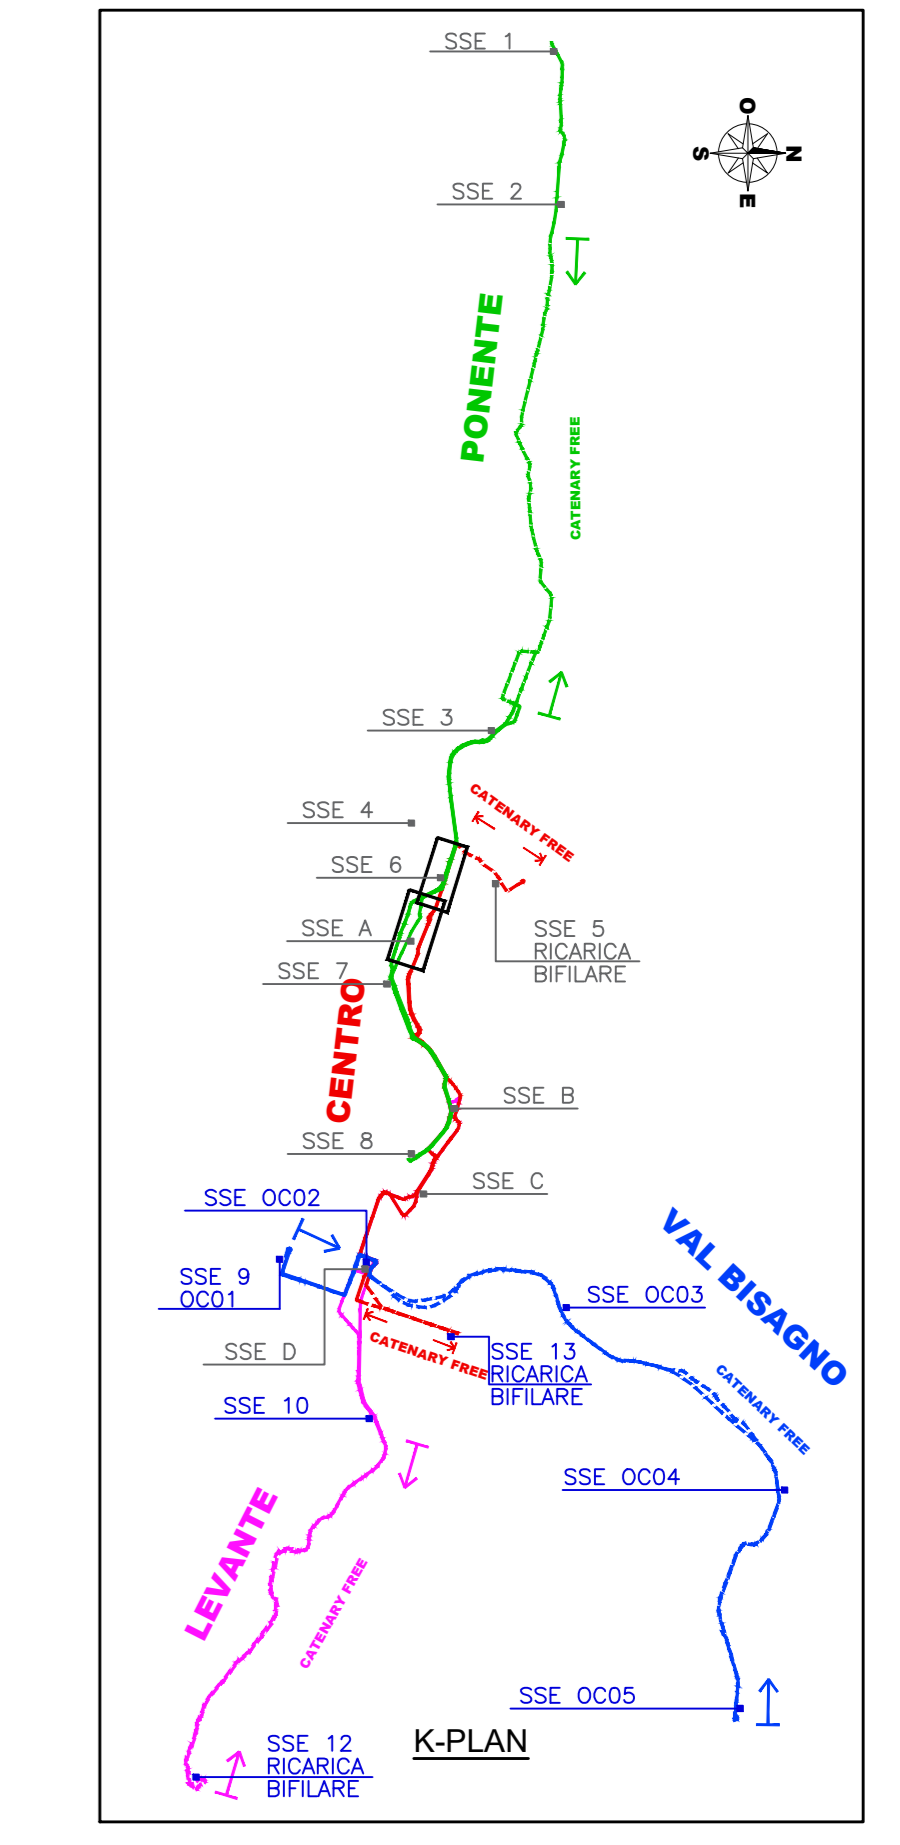 SSE 1
O
S
N
E
SSE 2
PONENTE
CATENARY FREE
SSE 3
CATENARY FREE
SSE 4
SSE 6
SSE A
SSE 5
RICARICA
BIFILARE
SSE 7
CENTRO
SSE B
SSE 8
SSE C
SSE OC02
VAL BISAGNO
SSE 9
OC01
SSE OC03
SSE D
CATENARY FREE
SSE 13
RICARICA
BIFILARE
CATENARY FREE
SSE 10
SSE OC04
LEVANTE
CATENARY FREE
SSE OC05
K-PLAN
SSE 12
RICARICA
BIFILARE